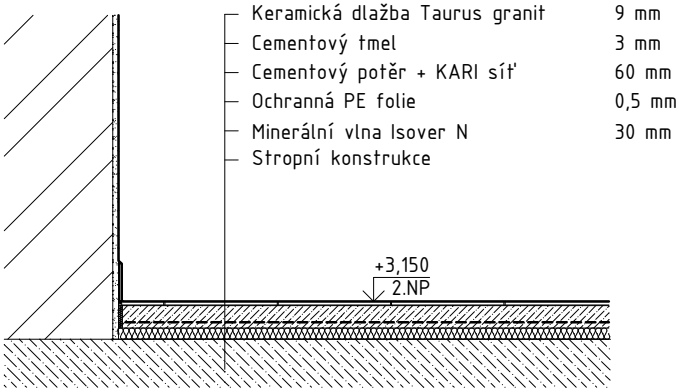 Keramická dlažba Taurus granit 9 mm
Cementový tmel 3 mm
Cementový potěr + KARI síť 60 mm
Ochranná PE folie 0,5 mm
Minerální vlna Isover N 30 mm
Stropní konstrukce
+3,150
2.NP